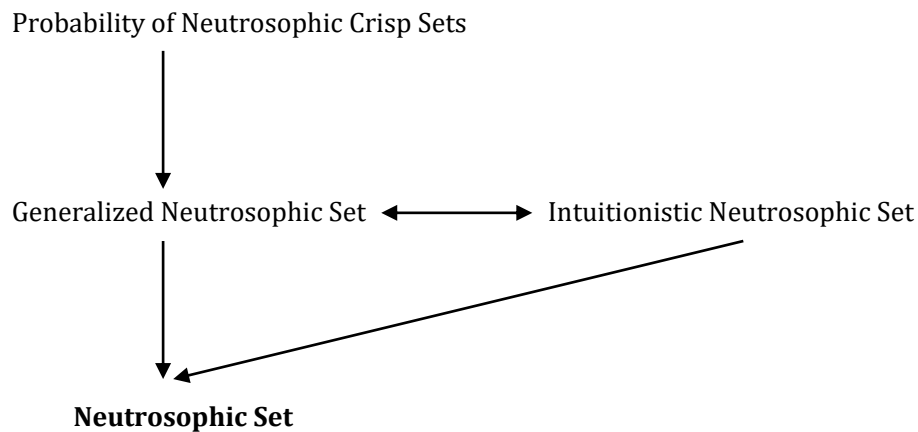 Probability of Neutrosophic Crisp Sets
Generalized Neutrosophic Set
Intuitionistic Neutrosophic Set
Neutrosophic Set